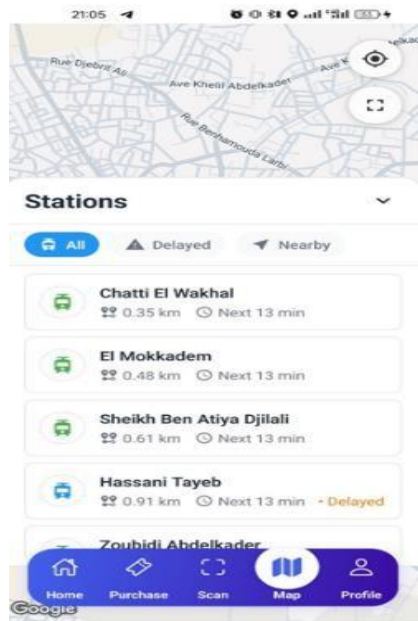 21:05
Rue Djebrit Ali
Ave Khelil Abdelkader
Ave K
Rue Benhamouda Larbi
Stations
All
Delayed
Nearby
Chatti El Wakhal
0.35 km Next 13 min
El Mokkadem
0.48 km Next 13 min
Sheikh Ben Atiya Djilali
0.61 km Next 13 min
Hassani Tayeb
0.91 km Next 13 min • Delayed
Zoubidi Abdelkader
Home
Purchase
Scan
Map
Profile
Google